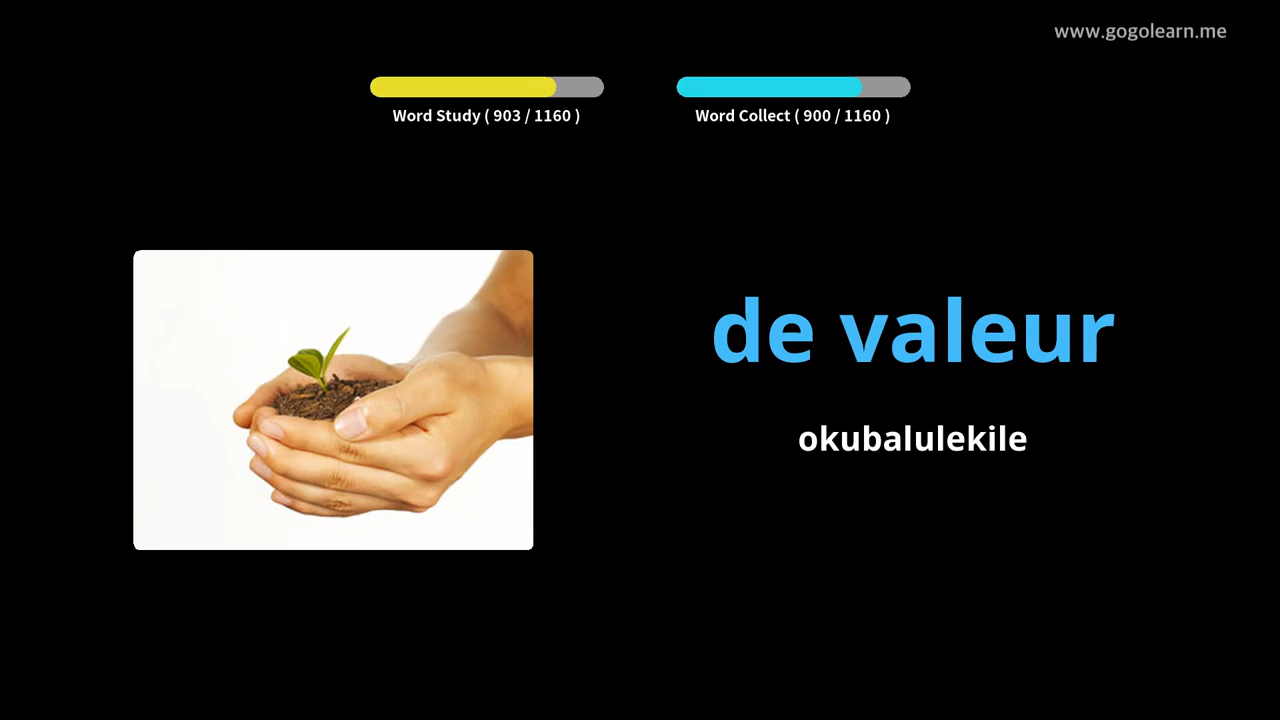 www.gogolearn.me
Word Study ( 903 / 1160 )
Word Collect ( 900 / 1160 )
de valeur
okubalulekile